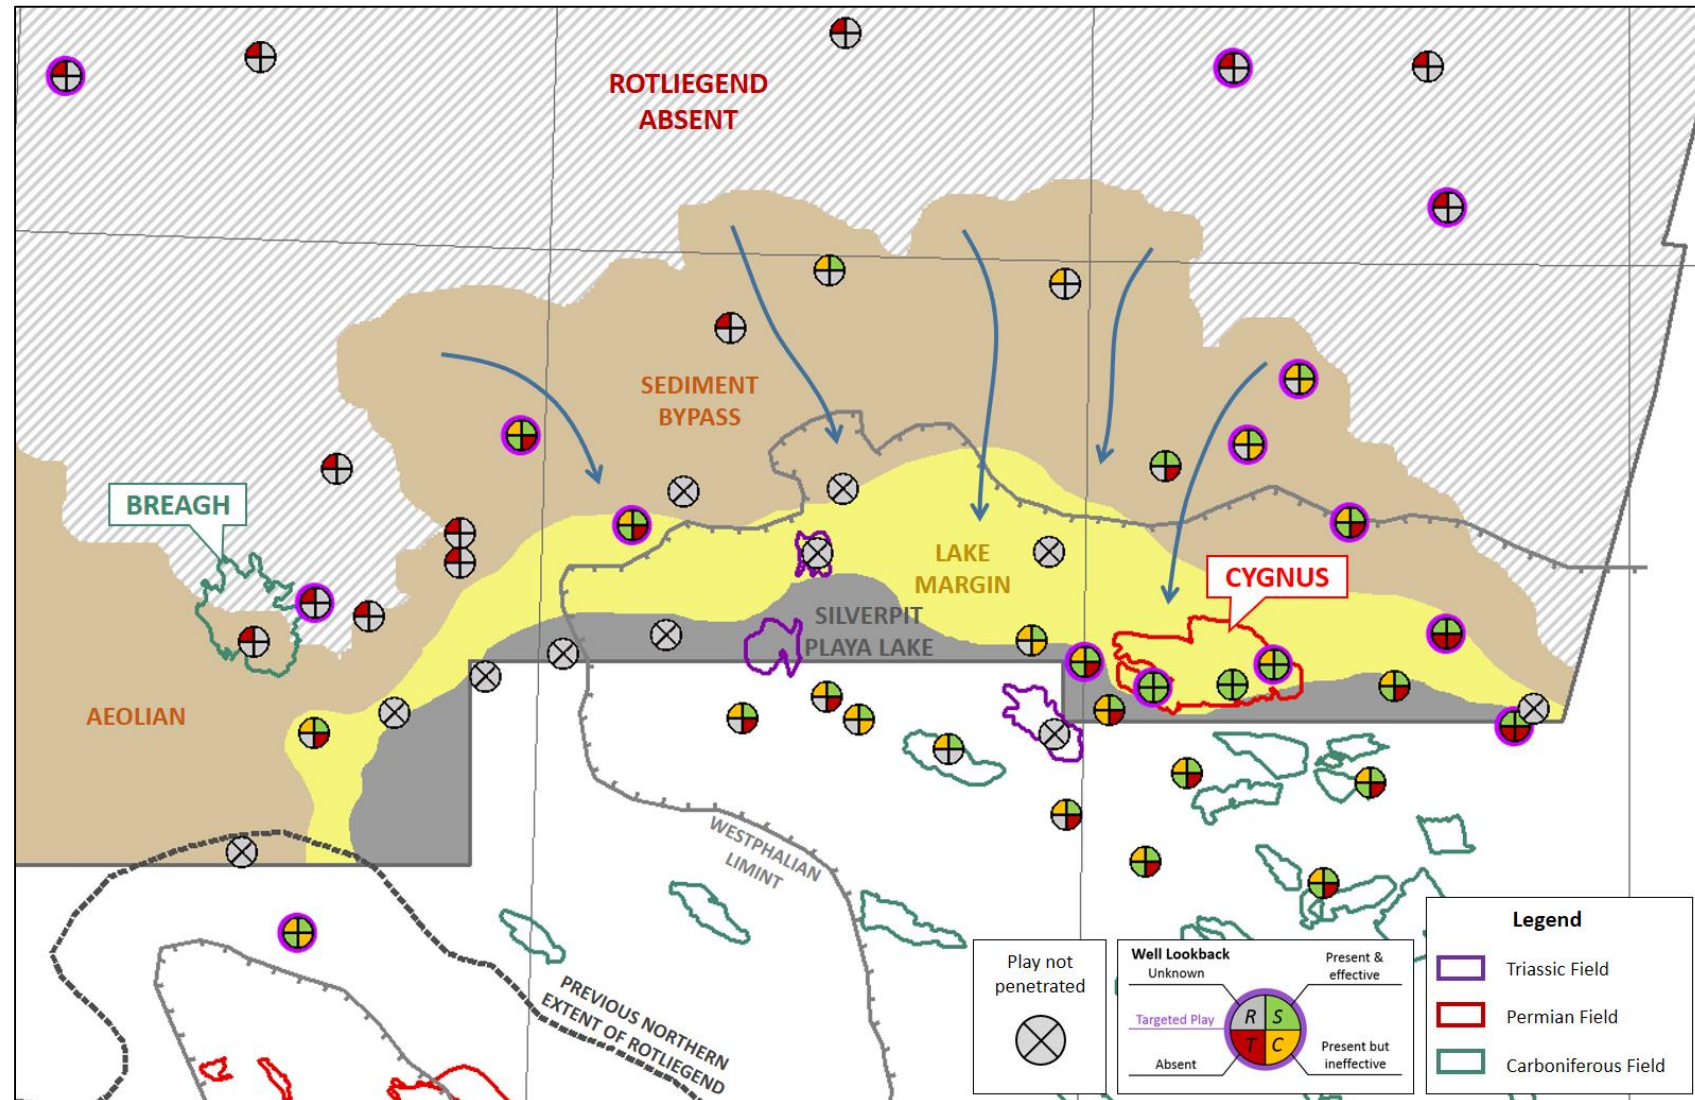 ROTLIEGEND
ABSENT
SEDIMENT
BYPASS
BREAGH
LAKE
MARGIN
CYGNUS
SILVERPIT
PLAYA LAKE
AEOLIAN
WESTPHALIAN
LIMINT
PREVIOUS NORTHERN
EXTENT OF ROTLIEGEND
Play not
penetrated
Well Lookback
Unknown
Present &
effective
R S
Targeted Play
T C
Absent
Present but
ineffective
Legend
Triassic Field
Permian Field
Carboniferous Field